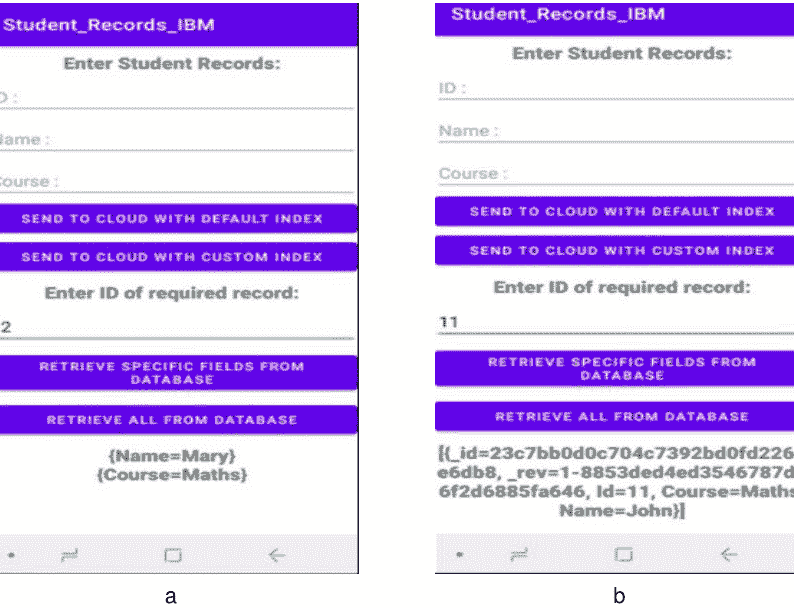 Student_Records_IBM
Enter Student Records:
D :
Name :
Course :
SEND TO CLOUD WITH DEFAULT INDEX
SEND TO CLOUD WITH CUSTOM INDEX
Enter ID of required record:
2
RETRIEVE SPECIFIC FIELDS FROM
DATABASE
RETRIEVE ALL FROM DATABASE
{Name=Mary}
{Course=Maths}
a
Student_Records_IBM
Enter Student Records:
ID :
Name :
Course :
SEND TO CLOUD WITH DEFAULT INDEX
SEND TO CLOUD WITH CUSTOM INDEX
Enter ID of required record:
11
RETRIEVE SPECIFIC FIELDS FROM
DATABASE
RETRIEVE ALL FROM DATABASE
[{_id=23c7bb0d0c704c7392bd0fd226
e6db8, _rev=1-8853ded4ed3546787d
6f2d6885fa646, Id=11, Course=Maths
Name=John}]
b